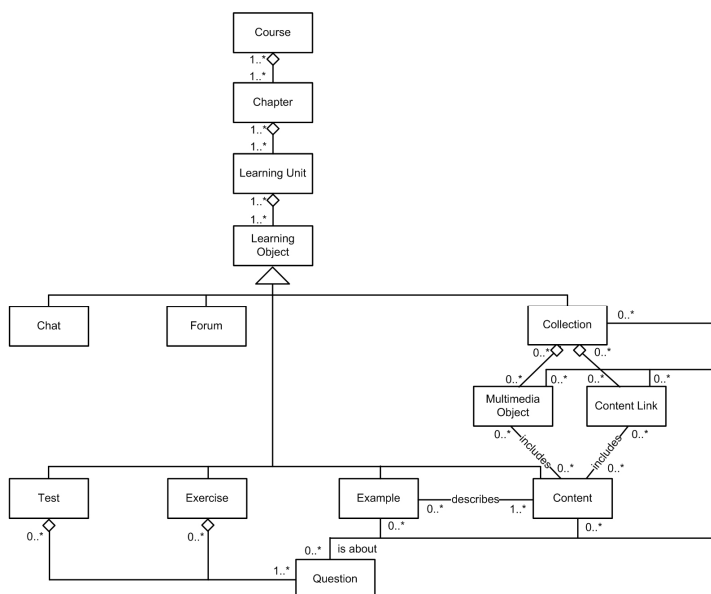 Course
1..*
1..*
Chapter
1..*
1..*
Learning Unit
1..*
1..*
Learning
Object
Chat
Forum
Collection
0..*
0..*
0..*
0..*
0..*
0..*
0..*
Multimedia
Object
Content Link
0..*
0..*
includes
includes
0..*
0..*
Test
Exercise
Example
describes
Content
0..*
1..*
0..*
0..*
0..*
0..*
0..*
is about
1..*
Question